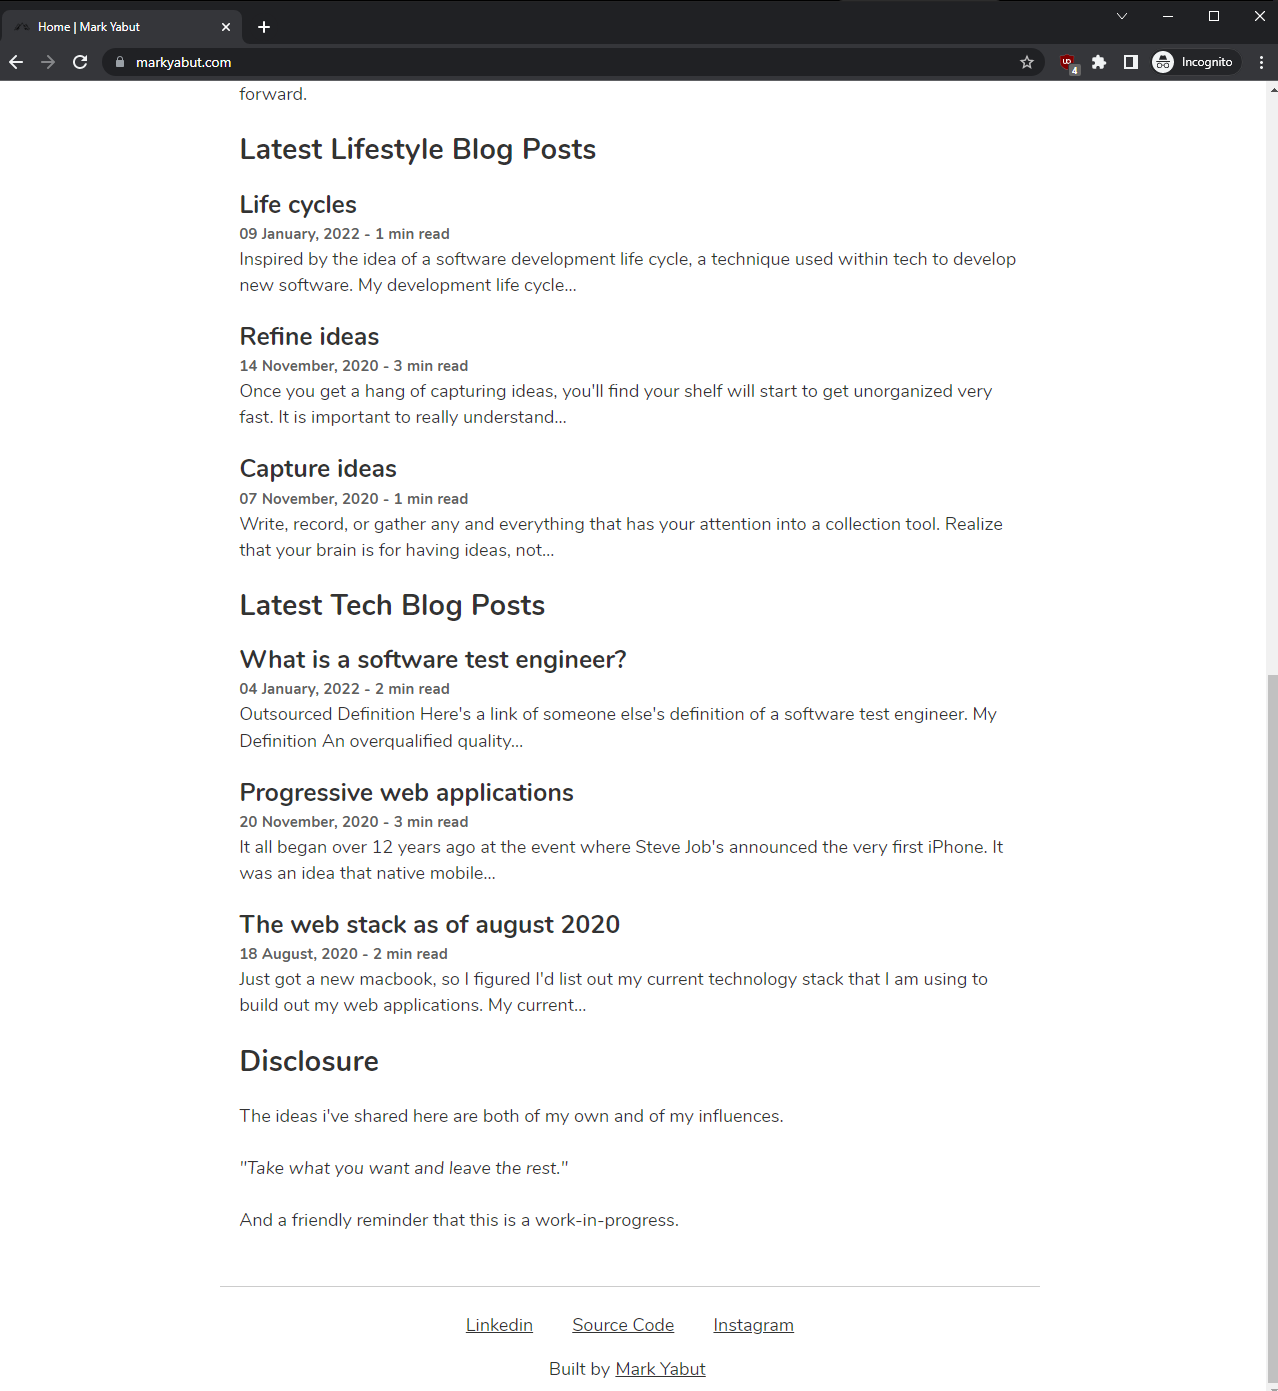 Home | Mark Yabut
markyabut.com
4
Incognito
forward.
Latest Lifestyle Blog Posts
Life cycles
09 January, 2022 - 1 min read
Inspired by the idea of a software development life cycle, a technique used within tech to develop
new software. My development life cycle...
Refine ideas
14 November, 2020 - 3 min read
Once you get a hang of capturing ideas, you'll find your shelf will start to get unorganized very
fast. It is important to really understand...
Capture ideas
07 November, 2020 - 1 min read
Write, record, or gather any and everything that has your attention into a collection tool. Realize
that your brain is for having ideas, not...
Latest Tech Blog Posts
What is a software test engineer?
04 January, 2022 - 2 min read
Outsourced Definition Here's a link of someone else's definition of a software test engineer. My
Definition An overqualified quality...
Progressive web applications
20 November, 2020 - 3 min read
It all began over 12 years ago at the event where Steve Job's announced the very first iPhone. It
was an idea that native mobile...
The web stack as of august 2020
18 August, 2020 - 2 min read
Just got a new macbook, so I figured I'd list out my current technology stack that I am using to
build out my web applications. My current...
Disclosure
The ideas i've shared here are both of my own and of my influences.
"Take what you want and leave the rest."
And a friendly reminder that this is a work-in-progress.
Linkedin Source Code Instagram
Built by Mark Yabut